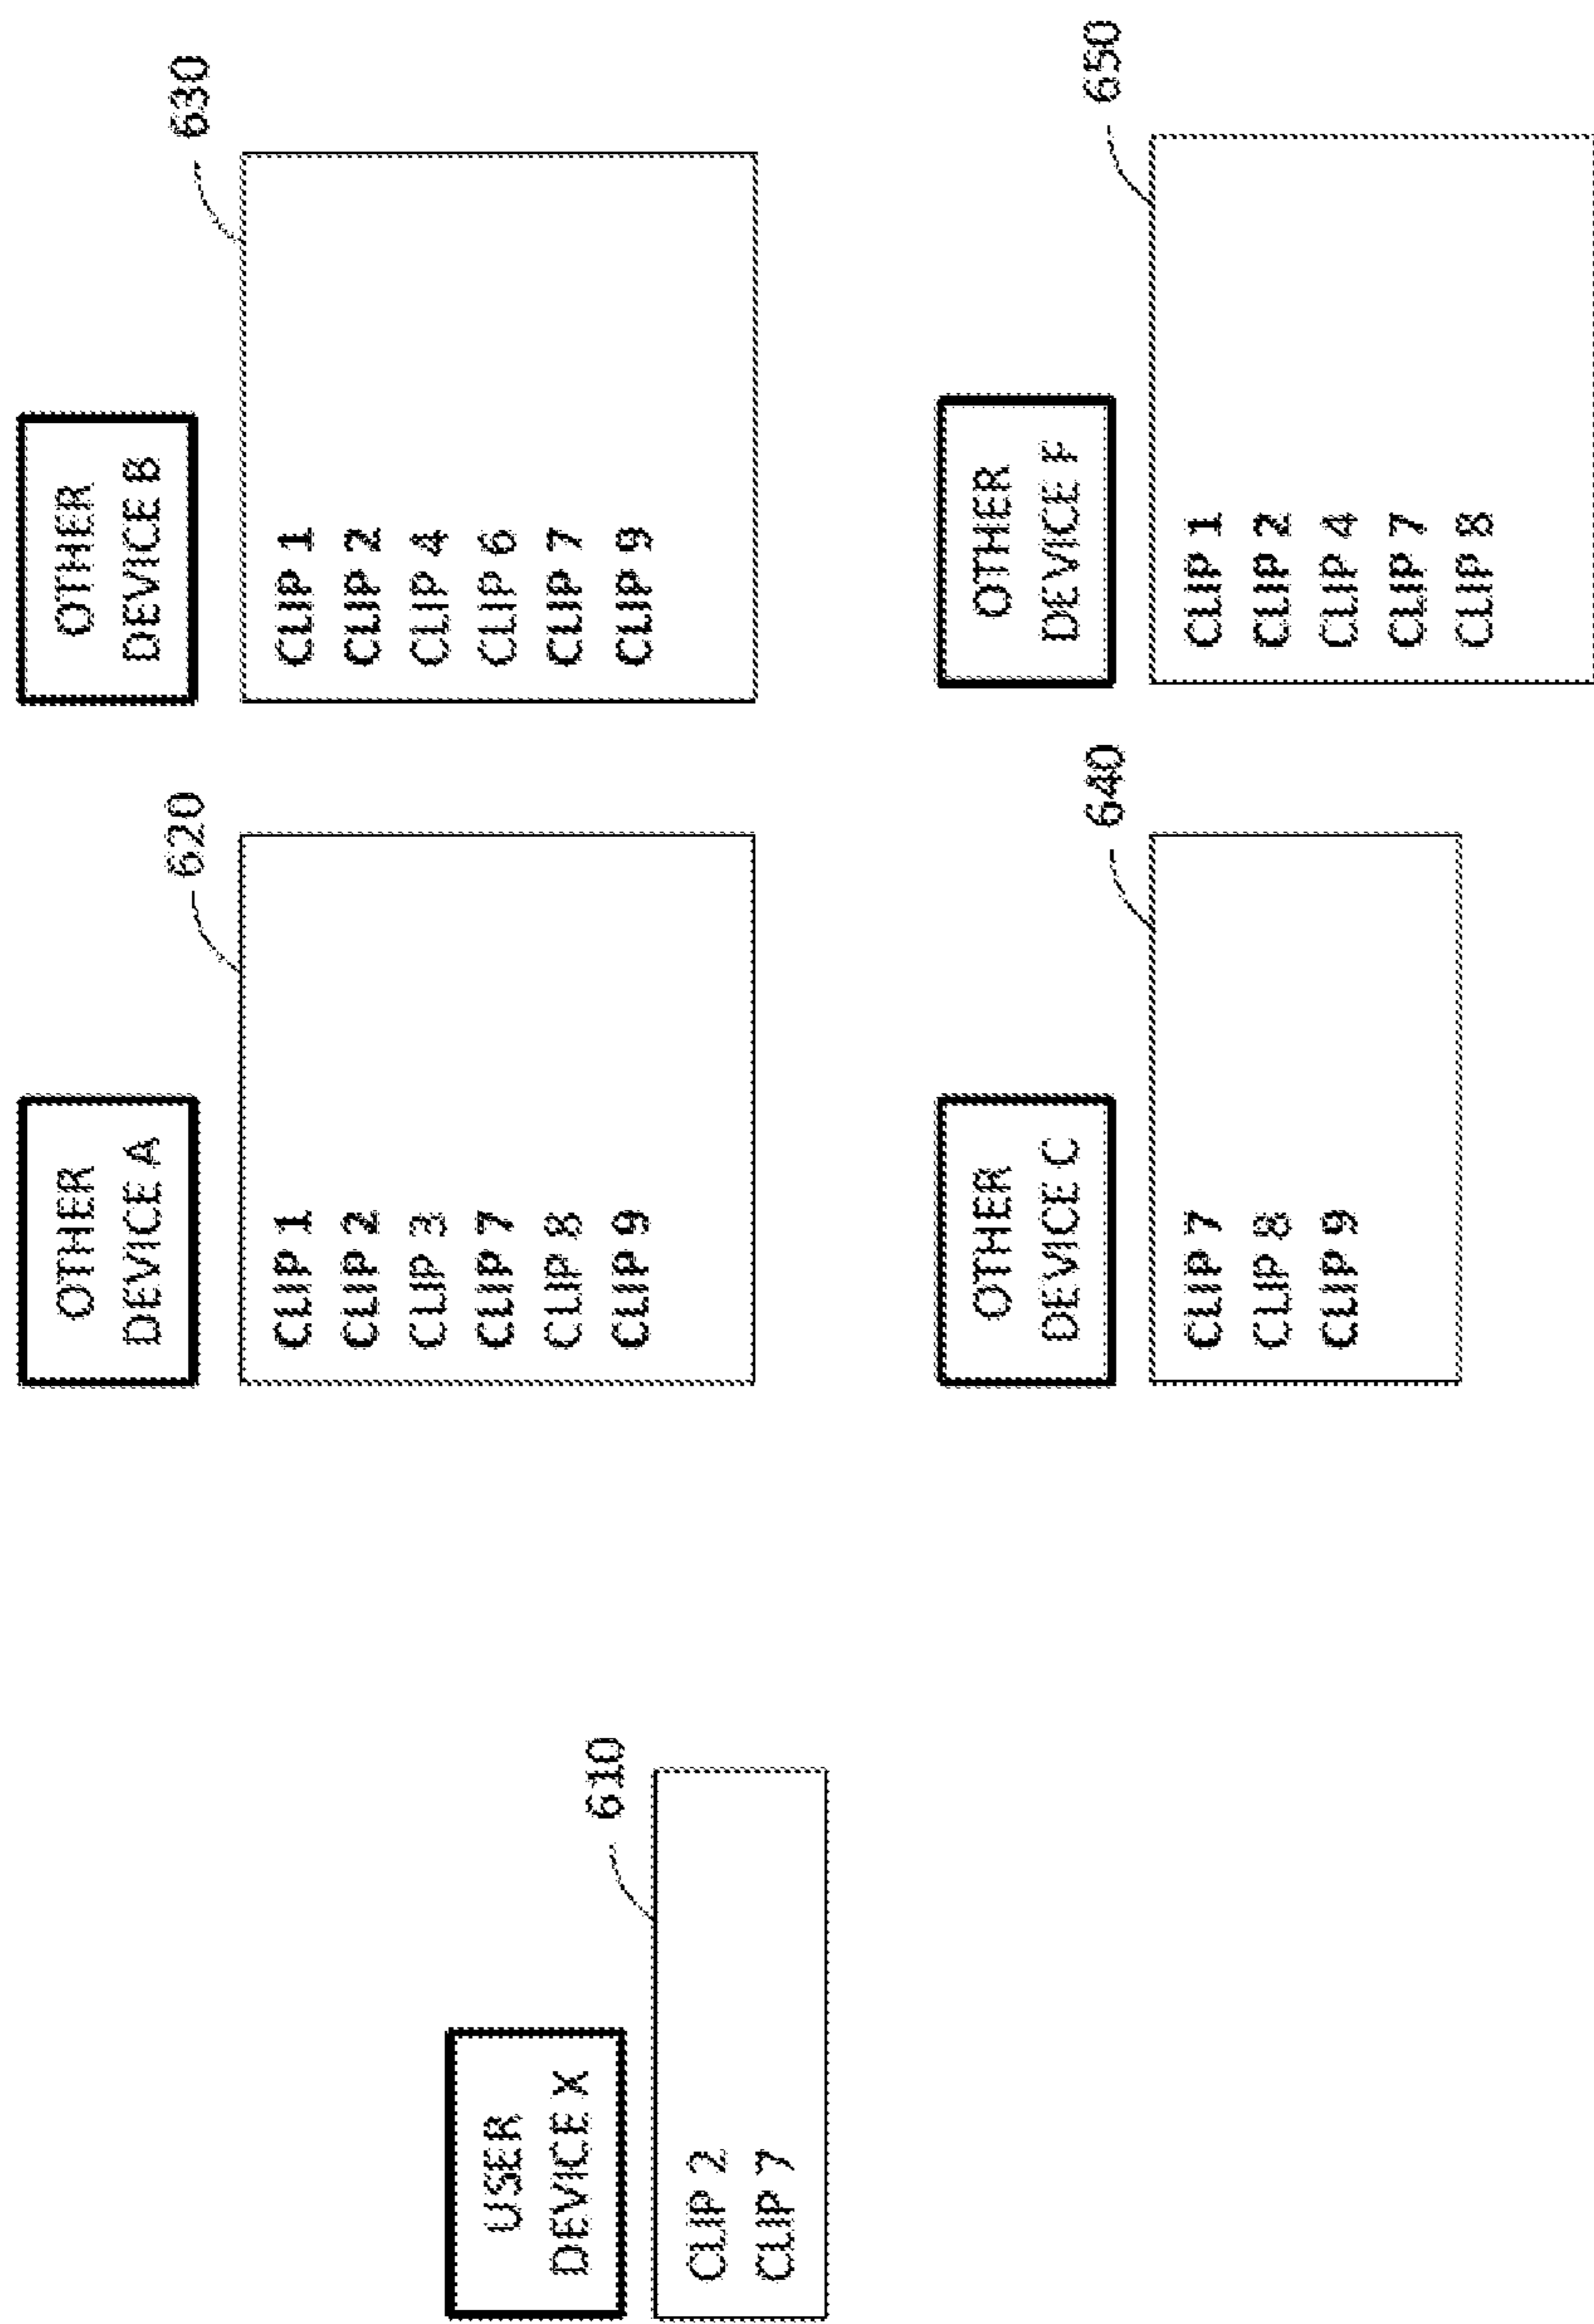 USER
DEVICE X
610
CLIP 2
CLIP 7
OTHER
DEVICE A
620
CLIP 1
CLIP 2
CLIP 3
CLIP 7
CLIP 8
CLIP 9
OTHER
DEVICE B
630
CLIP 1
CLIP 2
CLIP 4
CLIP 6
CLIP 7
CLIP 9
OTHER
DEVICE C
640
CLIP 7
CLIP 8
CLIP 9
OTHER
DEVICE F
650
CLIP 1
CLIP 2
CLIP 4
CLIP 7
CLIP 8